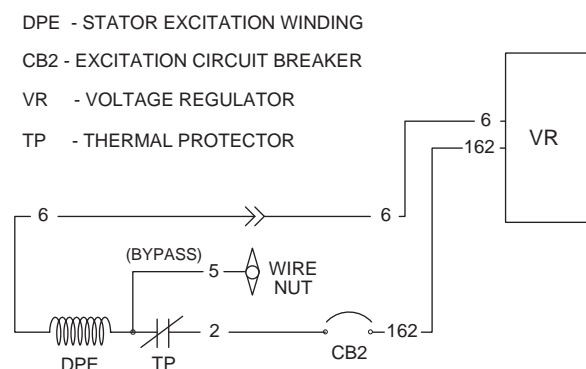 DPE - STATOR EXCITATION WINDING
CB2 - EXCITATION CIRCUIT BREAKER
VR - VOLTAGE REGULATOR
TP - THERMAL PROTECTOR
6
162
VR
6
6
(BYPASS)
5
WIRE
NUT
2
162
DPE
TP
CB2